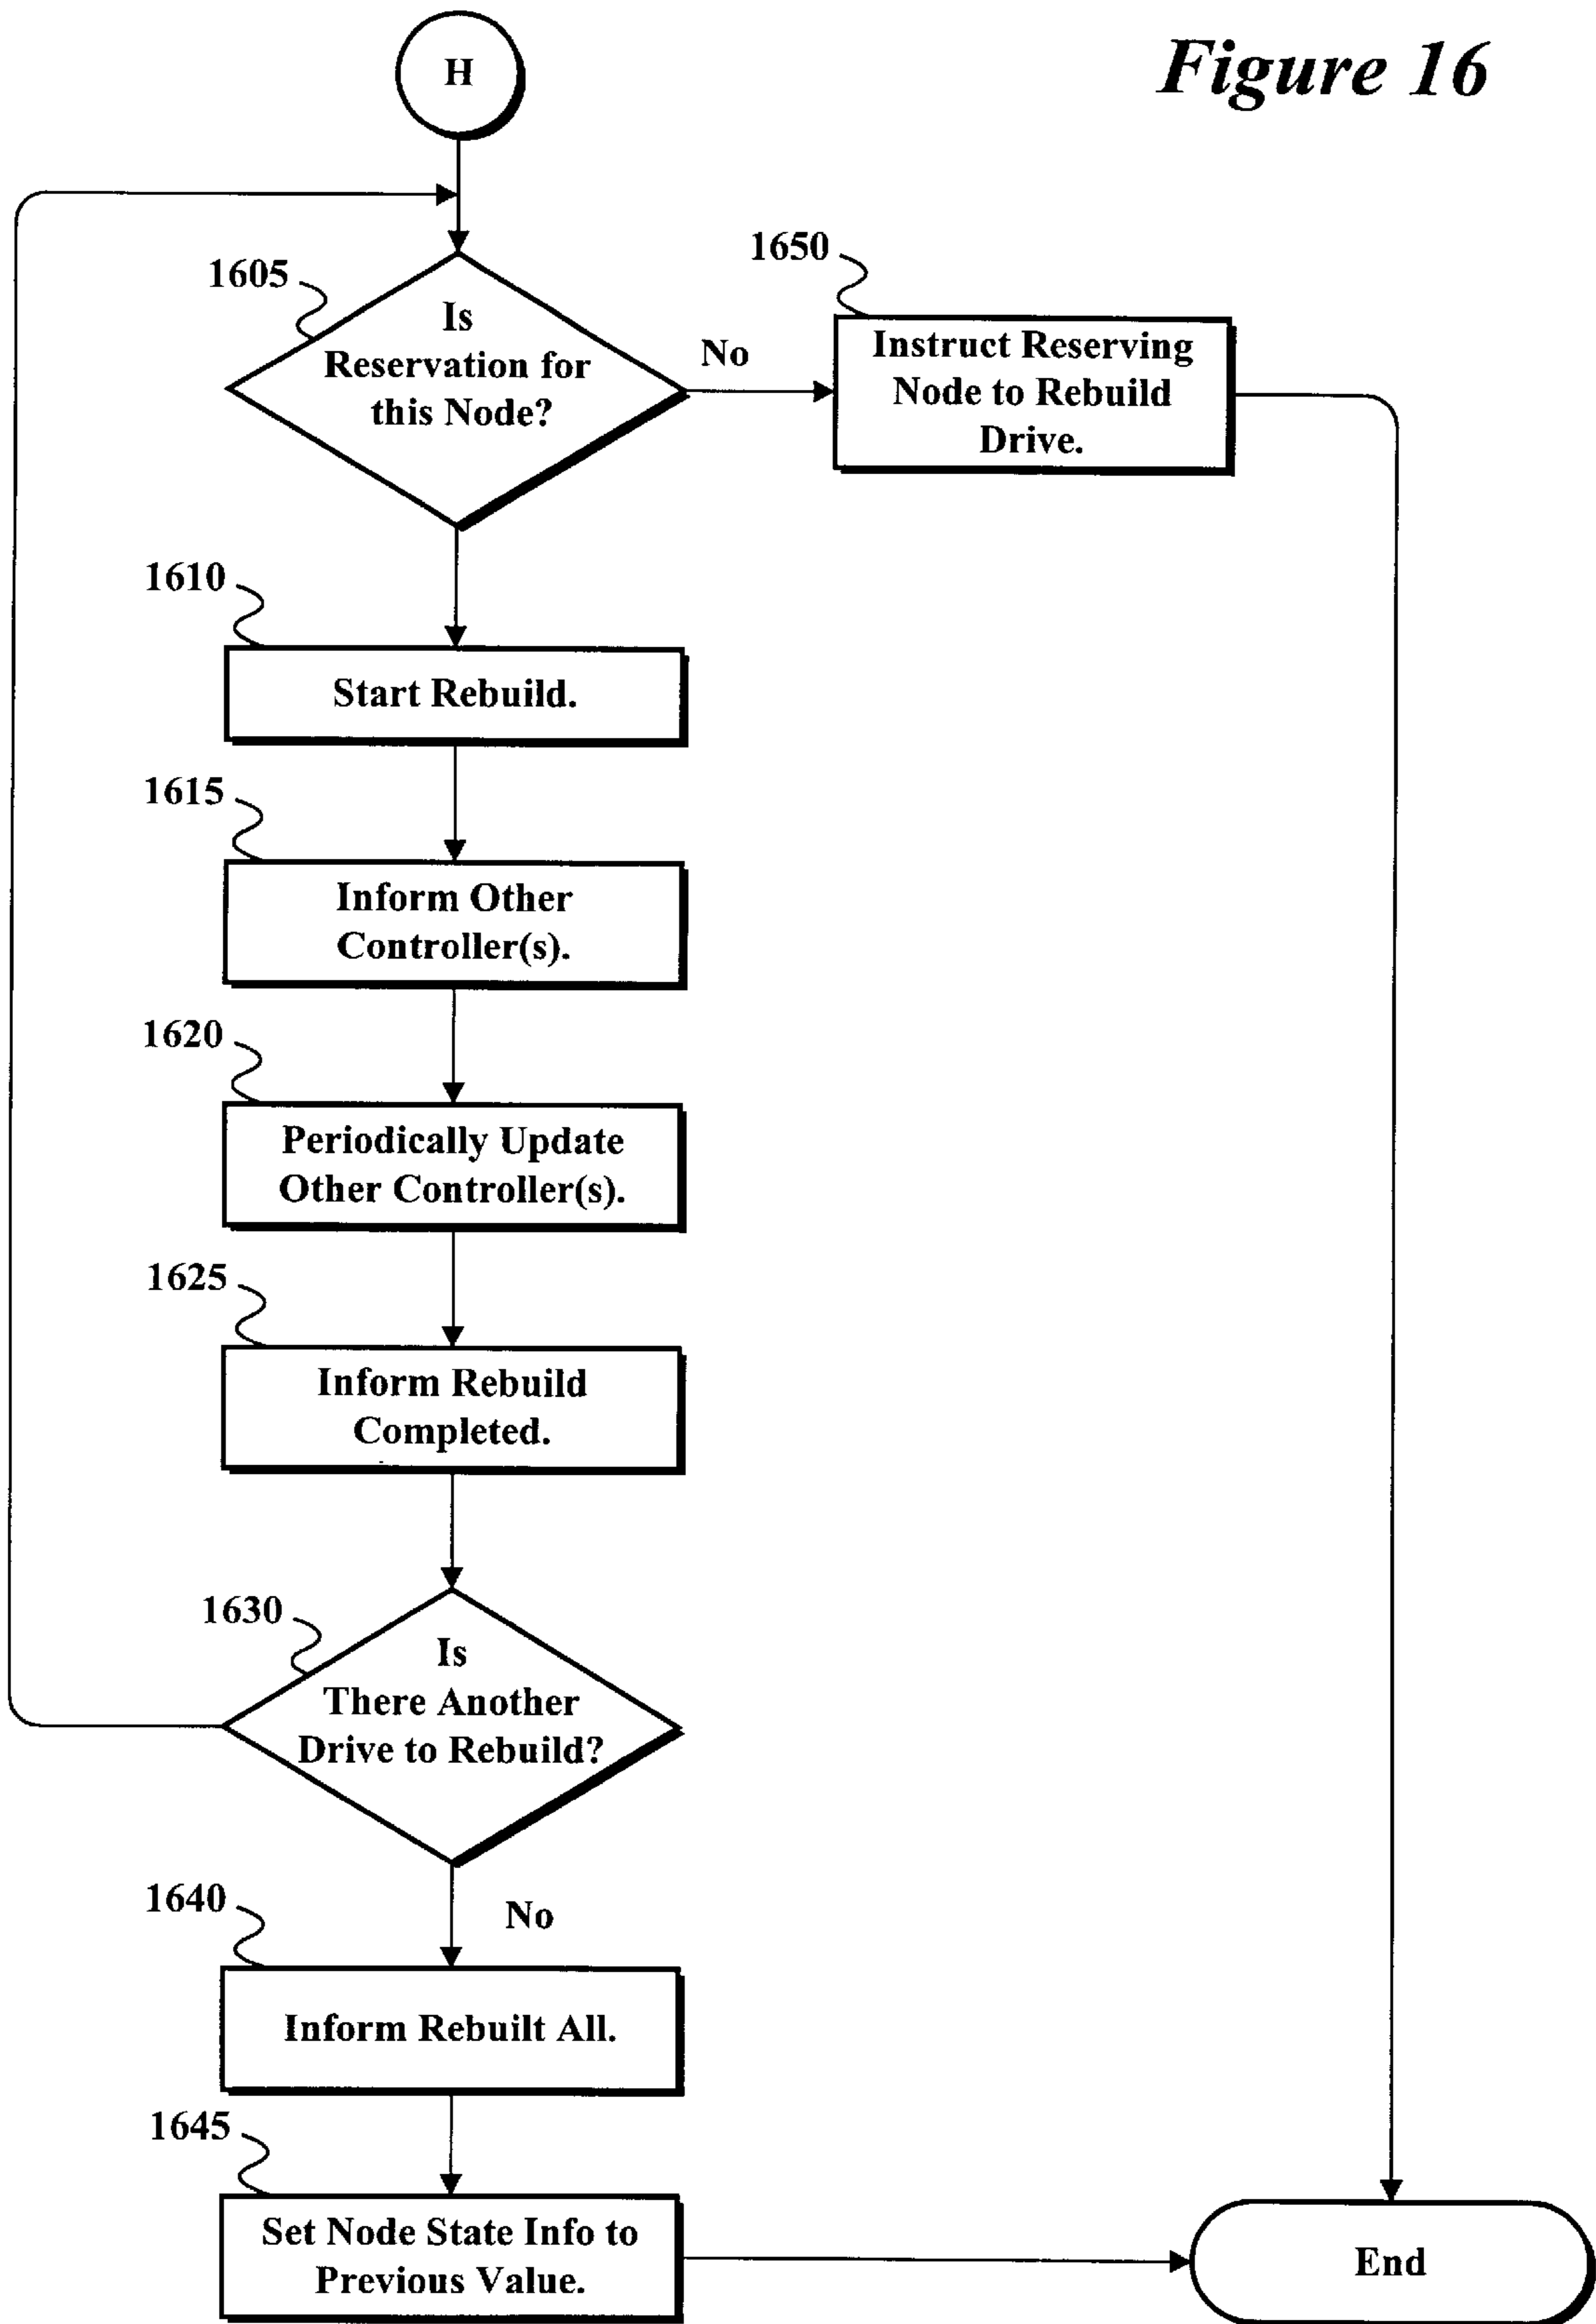 Figure 16
H
1605
Is
Reservation for
this Node?
No
1650
Instruct Reserving
Node to Rebuild
Drive.
1610
Start Rebuild.
1615
Inform Other
Controller(s).
1620
Periodically Update
Other Controller(s).
1625
Inform Rebuild
Completed.
1630
Is
There Another
Drive to Rebuild?
No
1640
Inform Rebuilt All.
1645
Set Node State Info to
Previous Value.
End